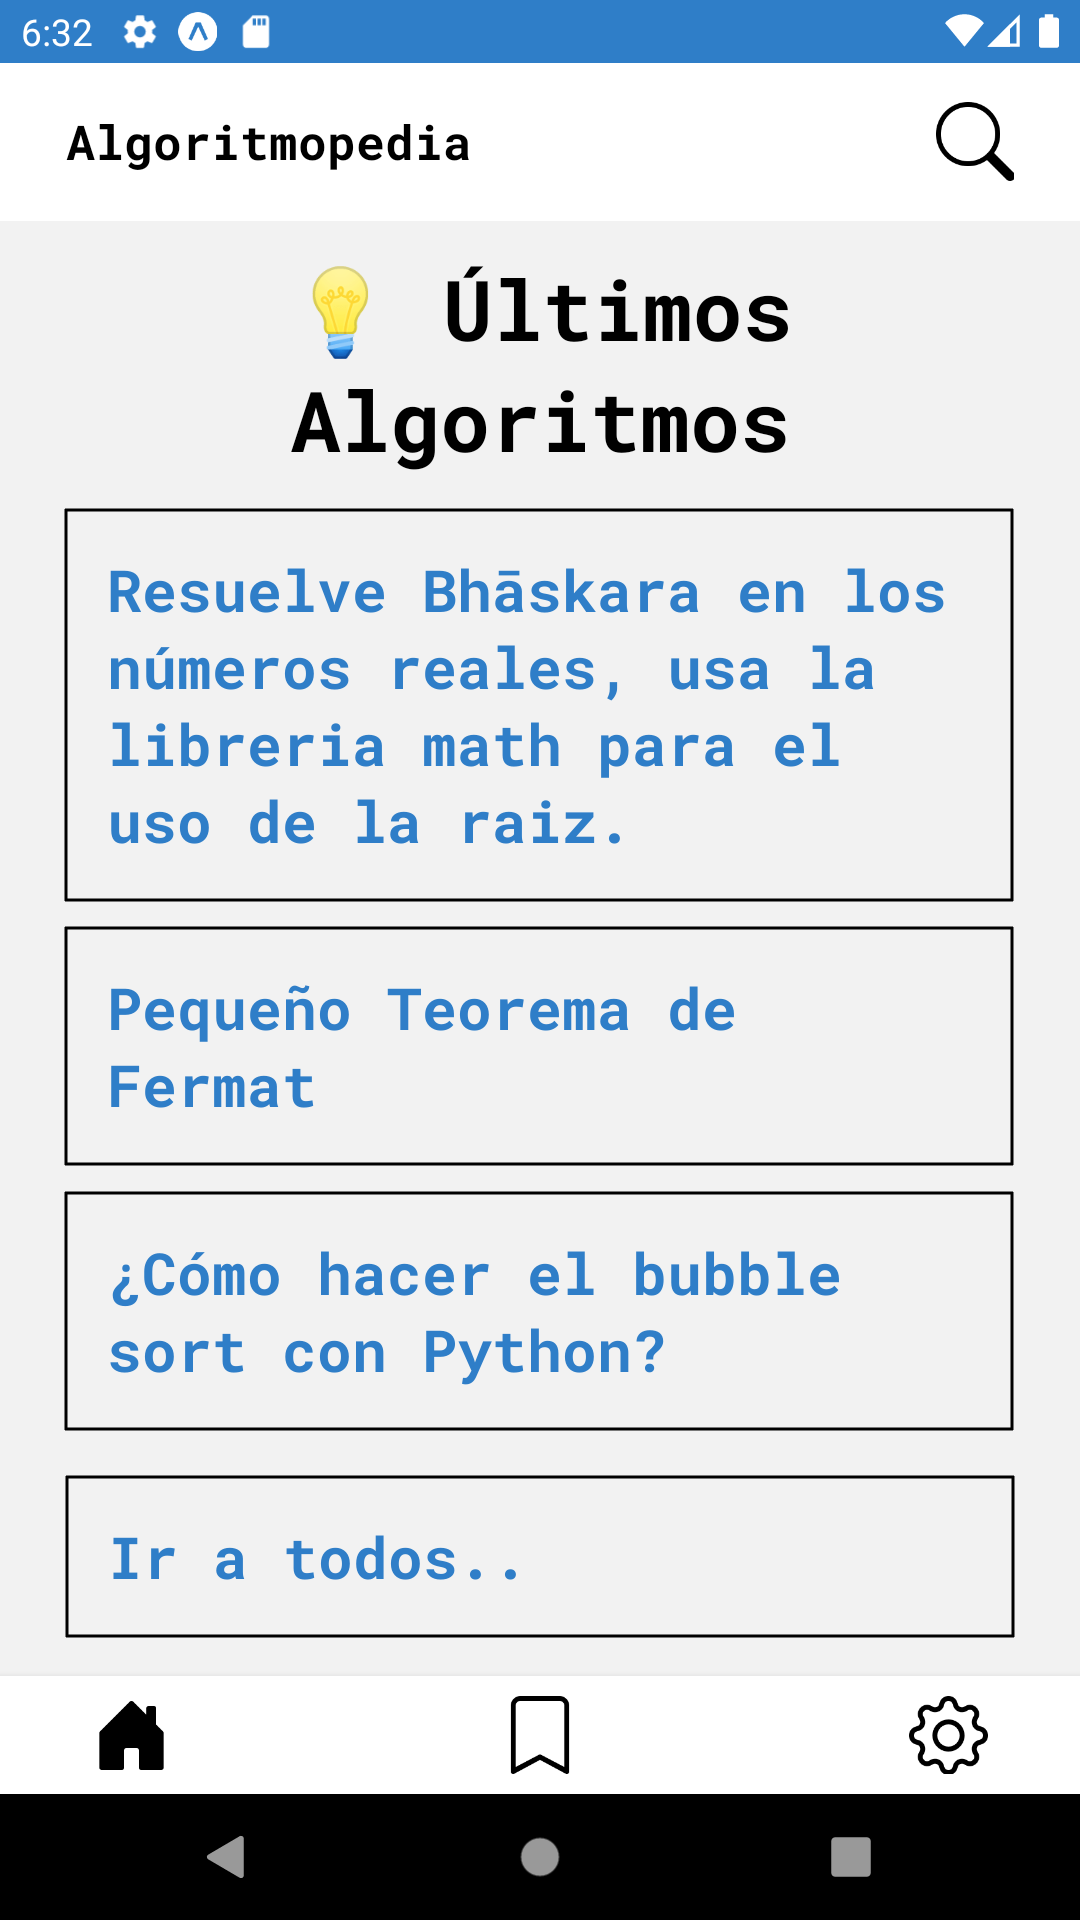 6:32
Algoritmopedia
💡 Últimos
Algoritmos
Resuelve Bhāskara en los
números reales, usa la
libreria math para el
uso de la raiz.
Pequeño Teorema de
Fermat
¿Cómo hacer el bubble
sort con Python?
Ir a todos..